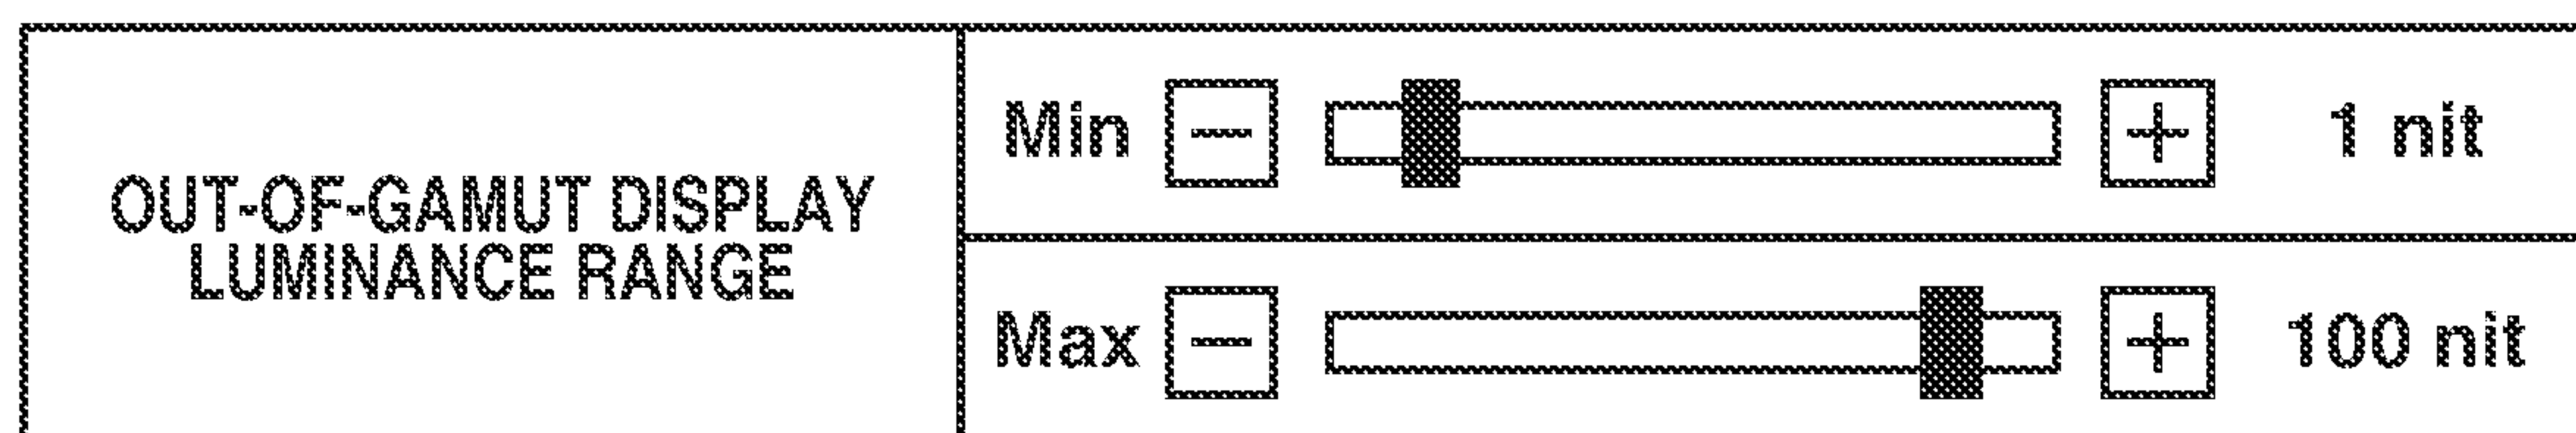 OUT-OF-GAMUT DISPLAY
LUMINANCE RANGE
Min − + 1 nit
Max − + 100 nit